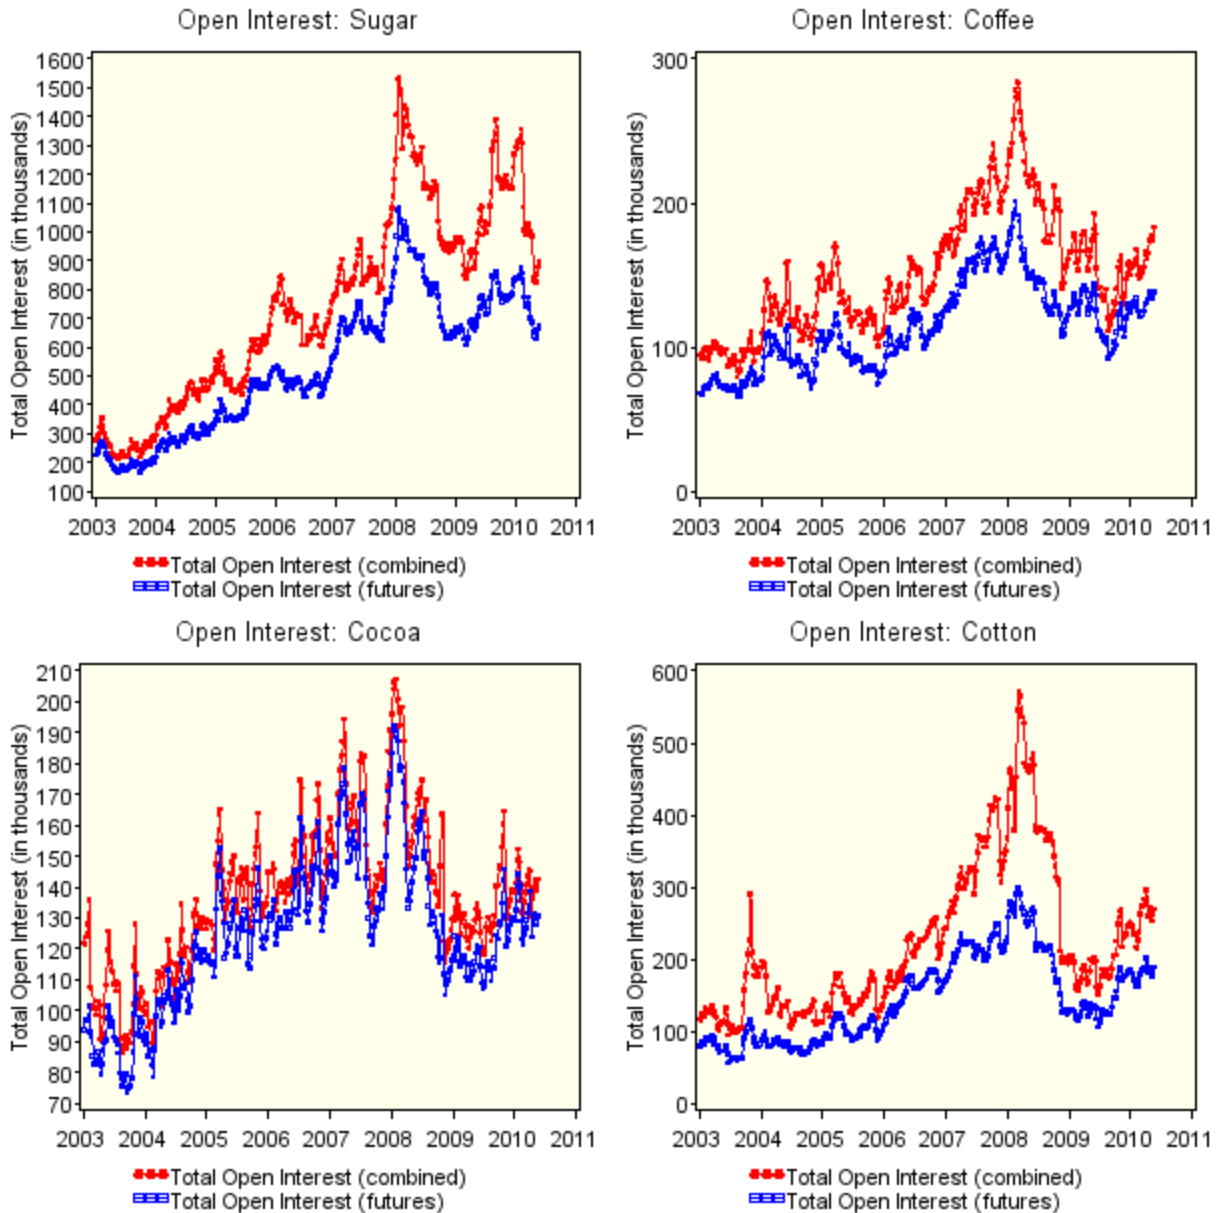 Open Interest: Sugar
Total Open Interest (in thousands)
1600
1500
1400
1300
1200
1100
1000
900
800
700
600
500
400
300
200
100
2003 2004 2005 2006 2007 2008 2009 2010 2011
Total Open Interest (combined)
Total Open Interest (futures)
Open Interest: Coffee
Total Open Interest (in thousands)
300
200
100
0
2003 2004 2005 2006 2007 2008 2009 2010 2011
Total Open Interest (combined)
Total Open Interest (futures)
Open Interest: Cocoa
Total Open Interest (in thousands)
210
200
190
180
170
160
150
140
130
120
110
100
90
80
70
2003 2004 2005 2006 2007 2008 2009 2010 2011
Total Open Interest (combined)
Total Open Interest (futures)
Open Interest: Cotton
Total Open Interest (in thousands)
600
500
400
300
200
100
0
2003 2004 2005 2006 2007 2008 2009 2010 2011
Total Open Interest (combined)
Total Open Interest (futures)